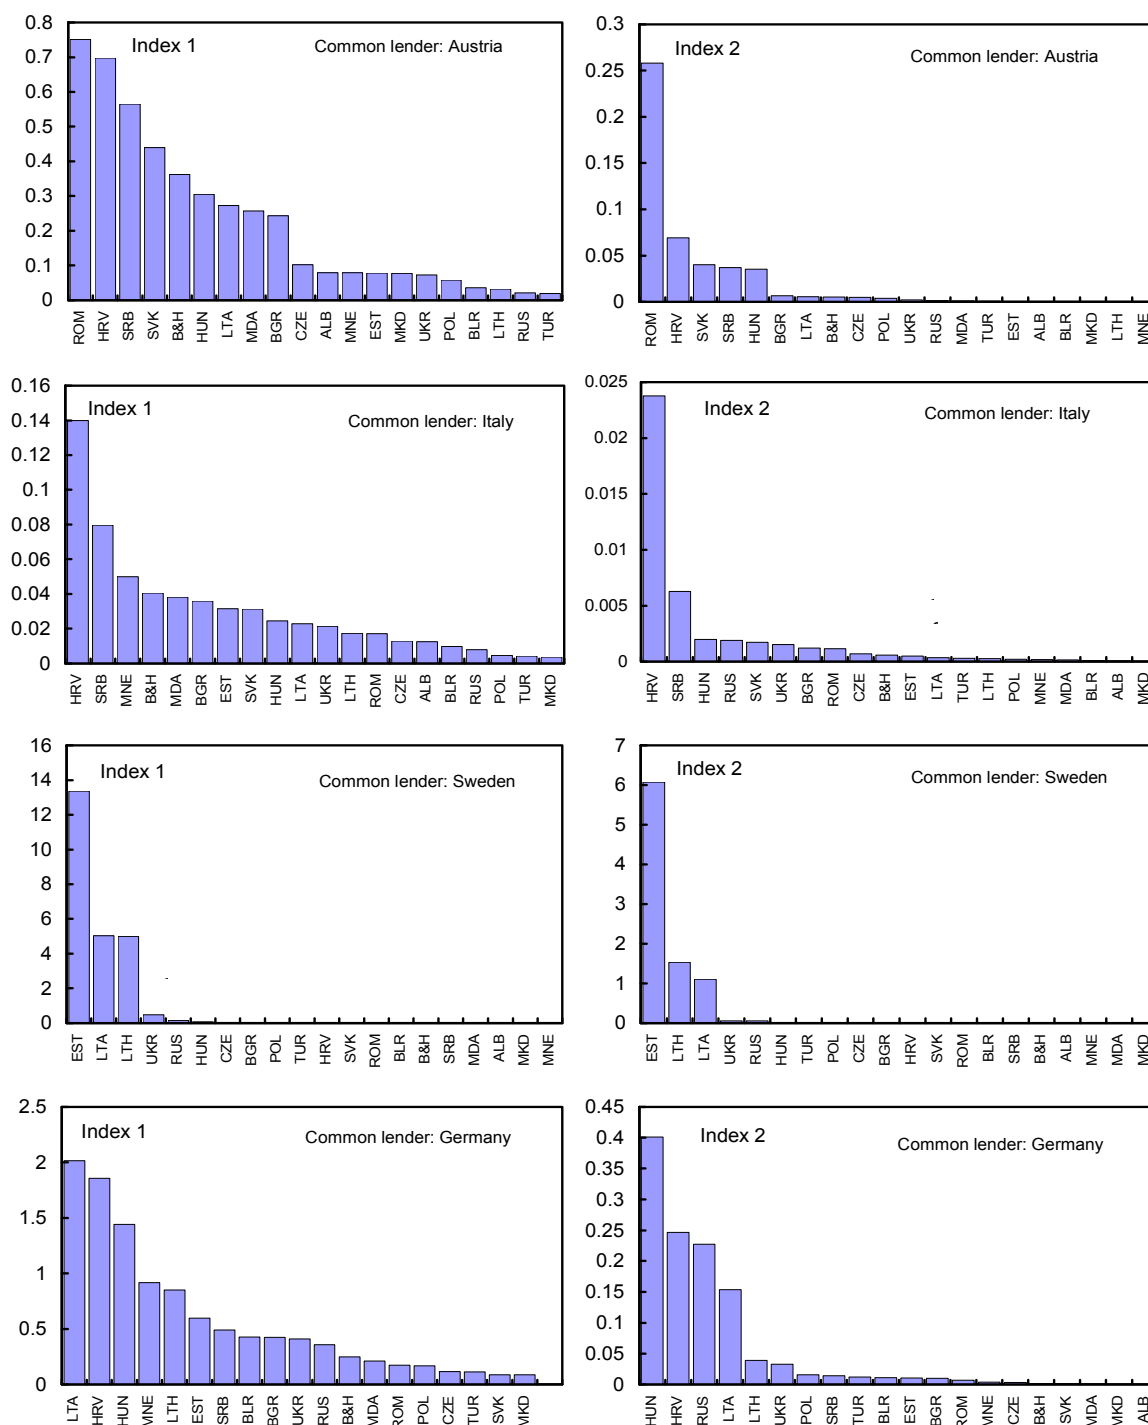 Index 1
Common lender: Austria
0.8
0.7
0.6
0.5
0.4
0.3
0.2
0.1
0
ROM HRV SRB SVK B&H HUN LTA MDA BGR CZE ALB MNE EST MKD UKR POL BLR LTH RUS TUR
Index 2
Common lender: Austria
0.3
0.25
0.2
0.15
0.1
0.05
0
ROM HRV SVK SRB HUN BGR LTA B&H CZE POL UKR RUS MDA TUR EST ALB BLR MKD LTH MNE
Index 1
Common lender: Italy
0.16
0.14
0.12
0.1
0.08
0.06
0.04
0.02
0
HRV SRB MNE B&H MDA BGR EST SVK HUN LTA UKR LTH ROM CZE ALB BLR RUS POL TUR MKD
Index 2
Common lender: Italy
0.025
0.02
0.015
0.01
0.005
0
HRV SRB HUN RUS SVK UKR BGR ROM CZE B&H EST LTA TUR LTH POL MNE MDA BLR ALB MKD
Index 1
Common lender: Sweden
16
14
12
10
8
6
4
2
0
EST LTA LTH UKR RUS HUN CZE BGR POL TUR HRV SVK ROM BLR B&H SRB MDA ALB MKD MNE
Index 2
Common lender: Sweden
7
6
5
4
3
2
1
0
EST LTH LTA UKR RUS HUN TUR POL CZE BGR HRV SVK ROM BLR SRB B&H ALB MNE MDA MKD
Index 1
Common lender: Germany
2.5
2
1.5
1
0.5
0
LTA HRV HUN MNE LTH EST SRB BLR BGR UKR RUS B&H MDA ROM POL CZE TUR SVK MKD
Index 2
Common lender: Germany
0.45
0.4
0.35
0.3
0.25
0.2
0.15
0.1
0.05
0
HUN HRV RUS LTA LTH UKR POL SRB TUR BLR EST BGR ROM MNE CZE B&H SVK MDA MKD